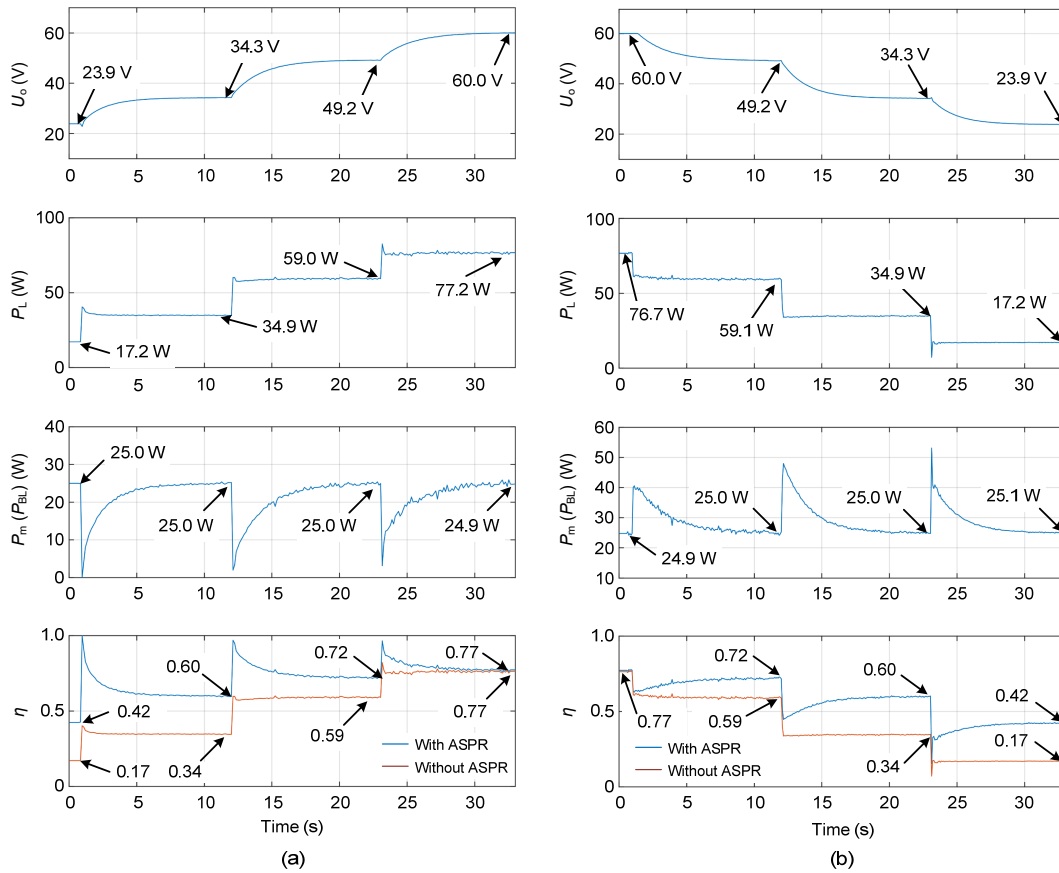 60
40
20
U_o (V)
23.9 V
34.3 V
49.2 V
60.0 V
0 5 10 15 20 25 30
100
50
0
P_L (W)
17.2 W
34.9 W
59.0 W
77.2 W
0 5 10 15 20 25 30
40
30
20
10
0
P_m (P_BL) (W)
25.0 W
25.0 W
25.0 W
24.9 W
0 5 10 15 20 25 30
1.0
0.5
0
η
0.42
0.17
0.60
0.34
0.72
0.59
0.77
0.77
With ASPR
Without ASPR
0 5 10 15 20 25 30
Time (s)
(a)
60
40
20
U_o (V)
60.0 V
49.2 V
34.3 V
23.9 V
0 5 10 15 20 25 30
100
50
0
P_L (W)
76.7 W
59.1 W
34.9 W
17.2 W
0 5 10 15 20 25 30
60
50
40
30
20
10
P_m (P_BL) (W)
24.9 W
25.0 W
25.0 W
25.1 W
0 5 10 15 20 25 30
1.0
0.5
0
η
0.77
0.72
0.59
0.60
0.34
0.42
0.17
With ASPR
Without ASPR
0 5 10 15 20 25 30
Time (s)
(b)